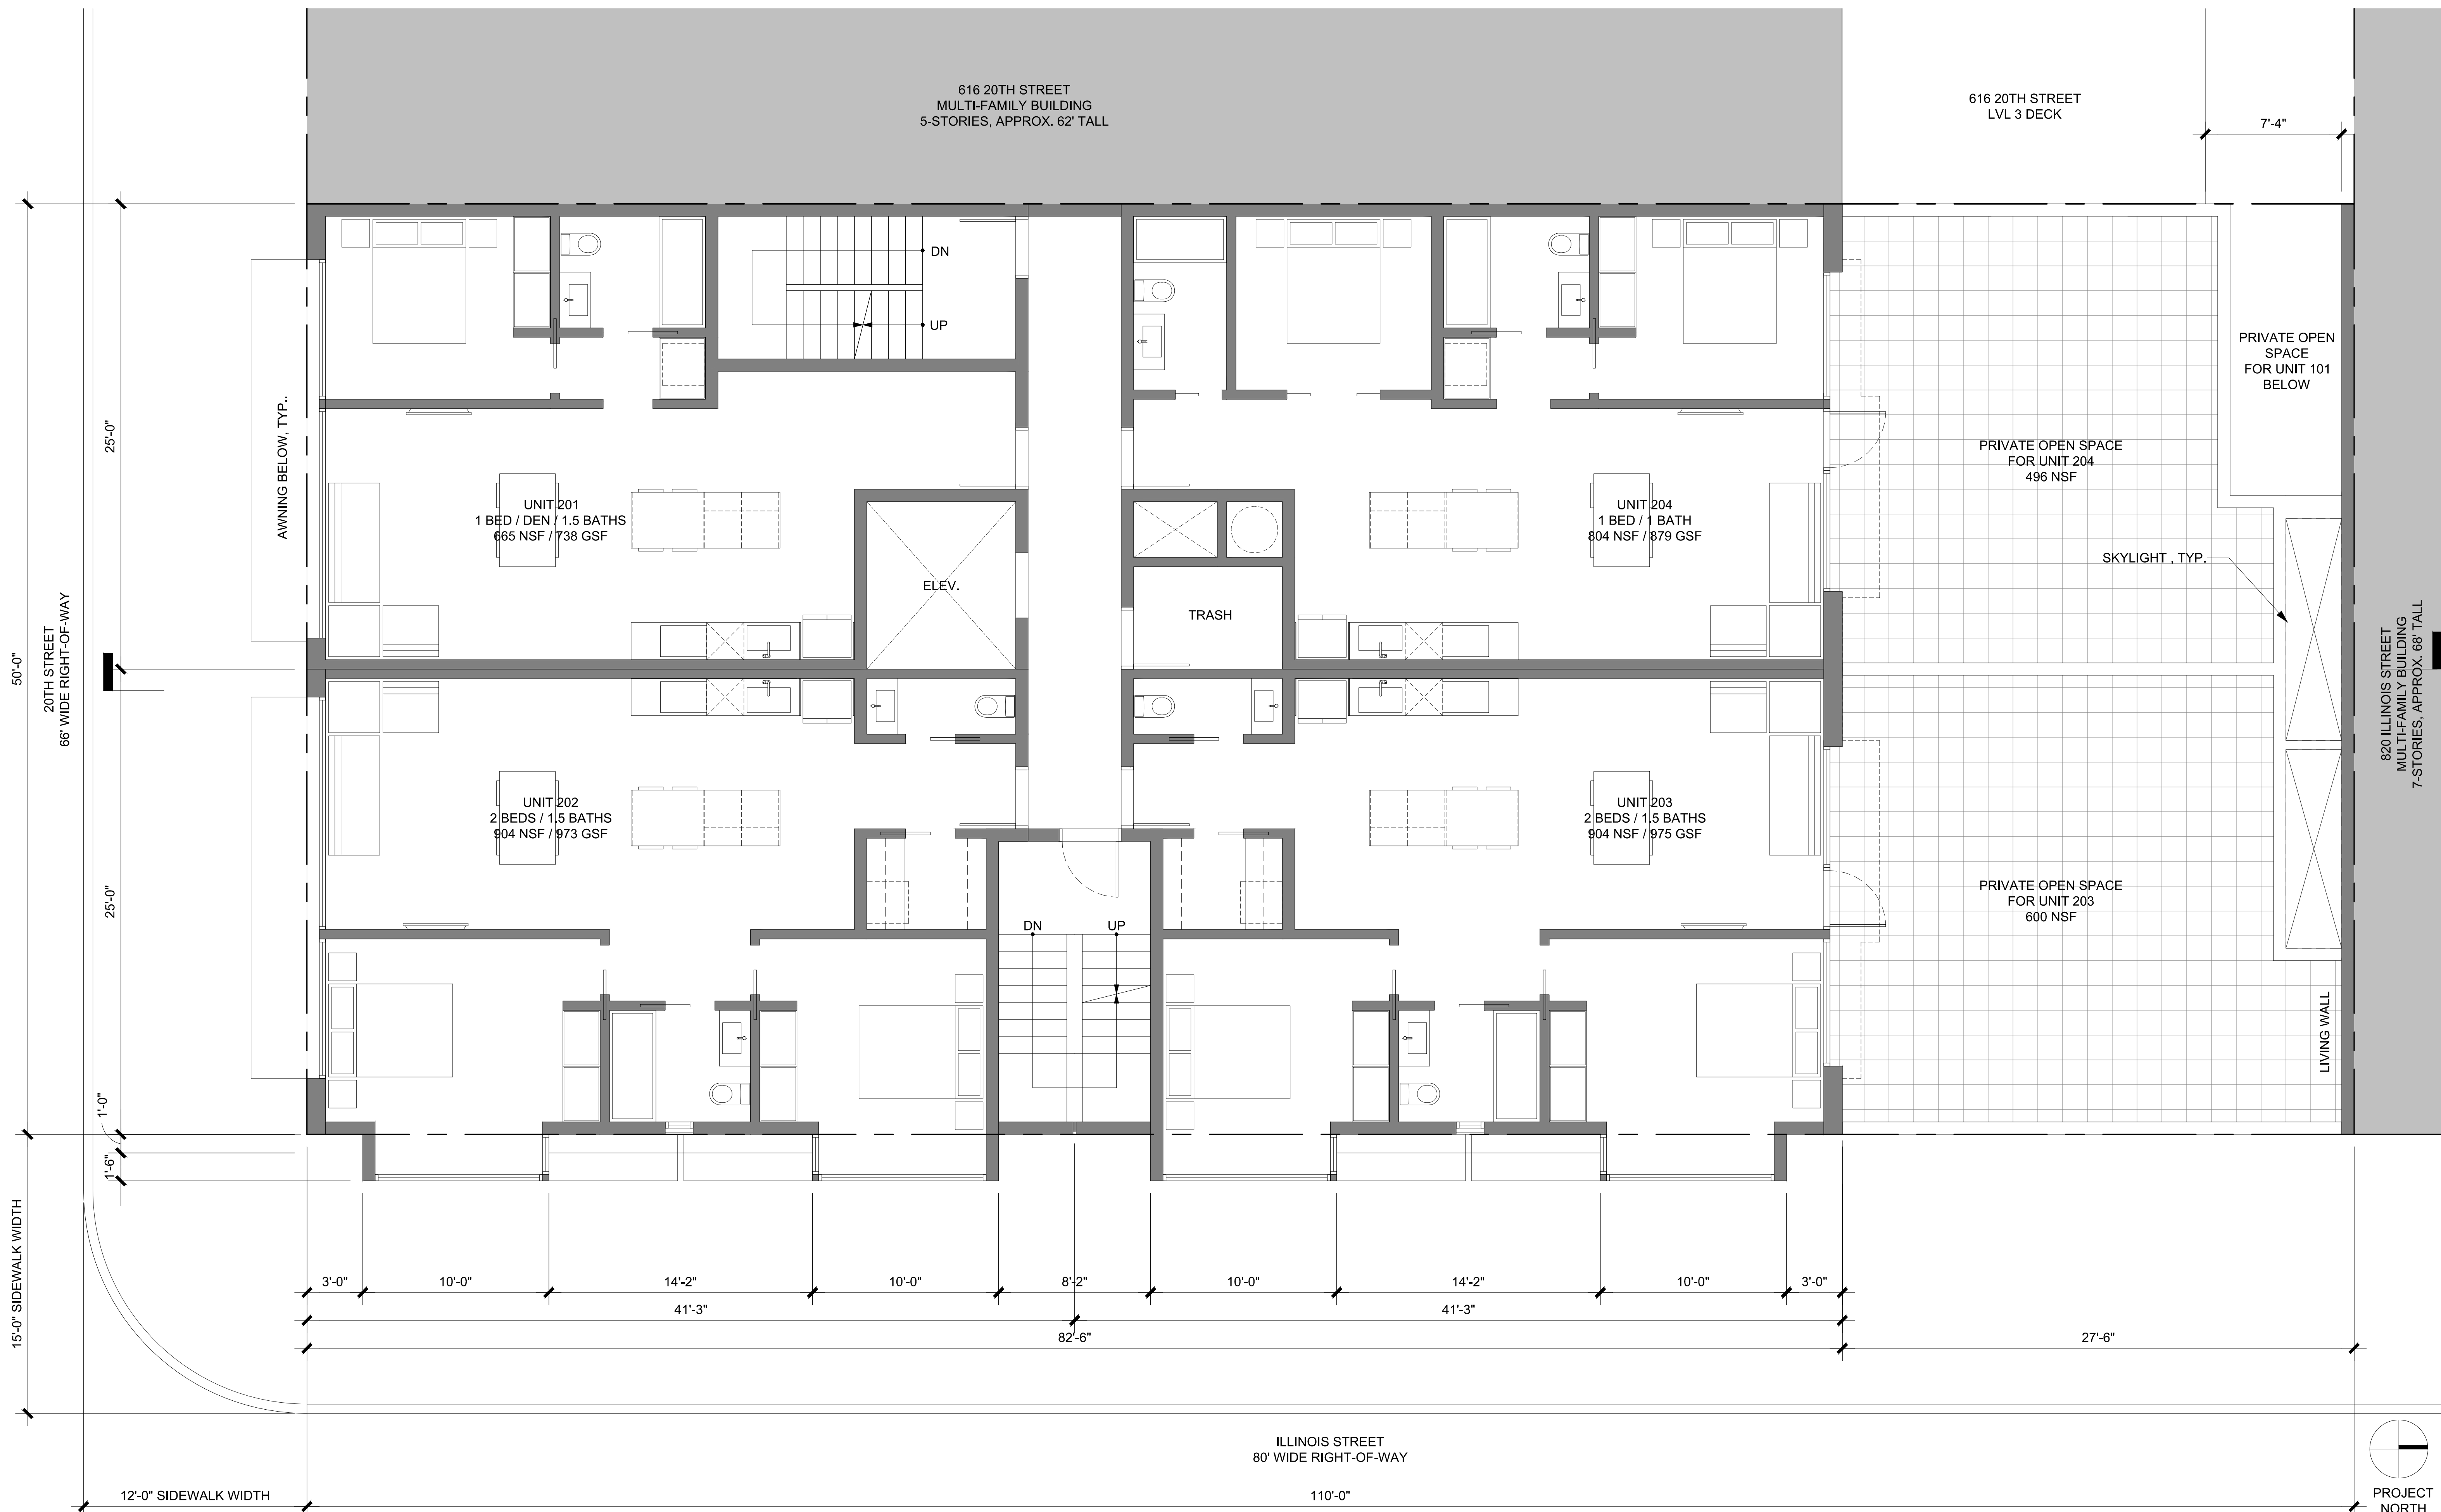 616 20TH STREET
MULTI-FAMILY BUILDING
5-STORIES, APPROX. 62' TALL
616 20TH STREET
LVL 3 DECK
7'-4"
DN
UP
PRIVATE OPEN
SPACE
FOR UNIT 101
BELOW
AWNING BELOW, TYP..
25'-0"
PRIVATE OPEN SPACE
FOR UNIT 204
496 NSF
UNIT 201
1 BED / DEN / 1.5 BATHS
665 NSF / 738 GSF
UNIT 204
1 BED / 1 BATH
804 NSF / 879 GSF
ELEV.
TRASH
SKYLIGHT , TYP.
50'-0"
20TH STREET
66' WIDE RIGHT-OF-WAY
820 ILLINOIS STREET
MULTI-FAMILY BUILDING
7-STORIES, APPROX. 68' TALL
UNIT 202
2 BEDS / 1.5 BATHS
904 NSF / 973 GSF
UNIT 203
2 BEDS / 1.5 BATHS
904 NSF / 975 GSF
25'-0"
PRIVATE OPEN SPACE
FOR UNIT 203
600 NSF
DN
UP
LIVING WALL
1'-0"
1'-6"
15'-0" SIDEWALK WIDTH
3'-0"
10'-0"
14'-2"
10'-0"
8'-2"
10'-0"
14'-2"
10'-0"
3'-0"
41'-3"
41'-3"
82'-6"
27'-6"
ILLINOIS STREET
80' WIDE RIGHT-OF-WAY
12'-0" SIDEWALK WIDTH
110'-0"
PROJECT
NORTH